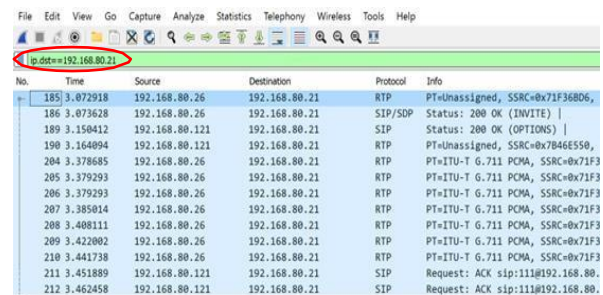 File Edit View Go Capture Analyze Statistics Telephony Wireless Tools Help
ip.dst==192.168.80.21
No. Time Source Destination Protocol Info
185 3.072918 192.168.80.26 192.168.80.21 RTP PT=Unassigned, SSRC=0x71F36BD6,
186 3.073628 192.168.80.26 192.168.80.21 SIP/SDP Status: 200 OK (INVITE) |
189 3.150412 192.168.80.121 192.168.80.21 SIP Status: 200 OK (OPTIONS) |
190 3.164094 192.168.80.121 192.168.80.21 RTP PT=Unassigned, SSRC=0x7B46E550,
204 3.378685 192.168.80.26 192.168.80.21 RTP PT=ITU-T G.711 PCMA, SSRC=0x71F3
205 3.379293 192.168.80.26 192.168.80.21 RTP PT=ITU-T G.711 PCMA, SSRC=0x71F3
206 3.379293 192.168.80.26 192.168.80.21 RTP PT=ITU-T G.711 PCMA, SSRC=0x71F3
207 3.385014 192.168.80.26 192.168.80.21 RTP PT=ITU-T G.711 PCMA, SSRC=0x71F3
208 3.408111 192.168.80.26 192.168.80.21 RTP PT=ITU-T G.711 PCMA, SSRC=0x71F3
209 3.422002 192.168.80.26 192.168.80.21 RTP PT=ITU-T G.711 PCMA, SSRC=0x71F3
210 3.441738 192.168.80.26 192.168.80.21 RTP PT=ITU-T G.711 PCMA, SSRC=0x71F3
211 3.451889 192.168.80.121 192.168.80.21 SIP Request: ACK sip:111@192.168.80.
212 3.462458 192.168.80.121 192.168.80.21 SIP Request: ACK sip:111@192.168.80.